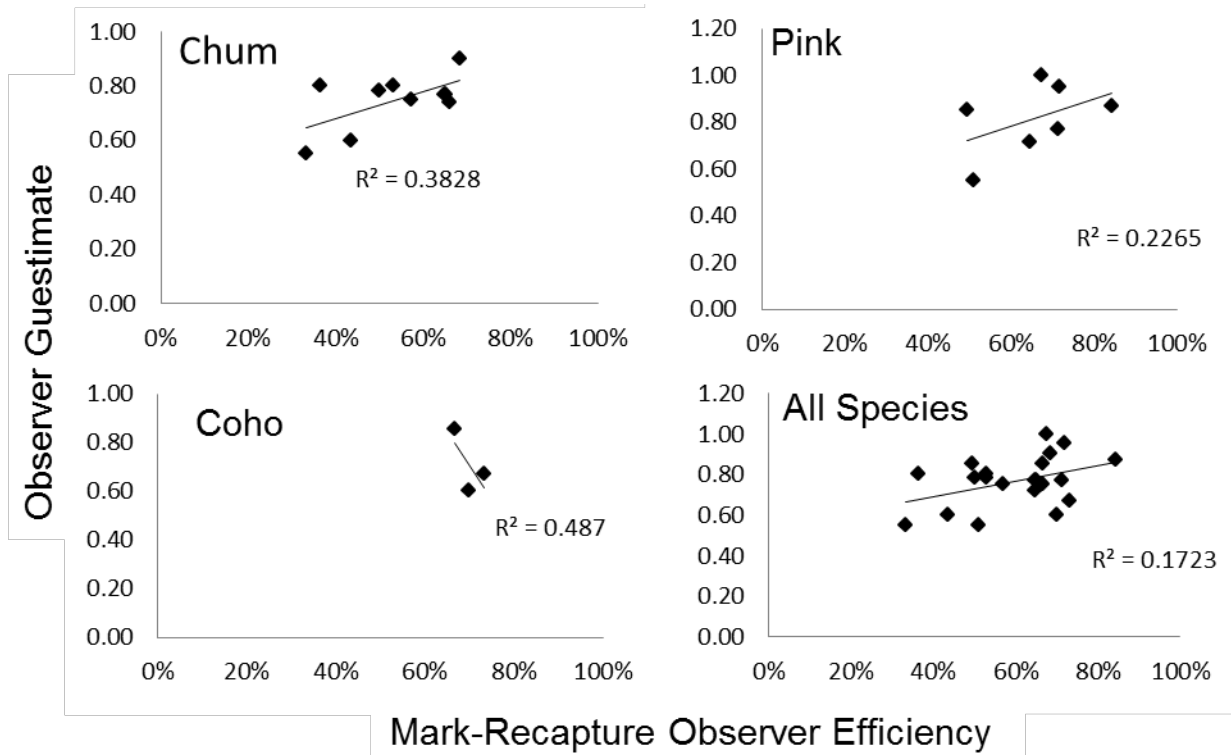 Observer Guestimate
Chum
1.00
0.80
0.60
0.40
0.20
0.00
R² = 0.3828
0% 20% 40% 60% 80% 100%
Pink
1.20
1.00
0.80
0.60
0.40
0.20
0.00
R² = 0.2265
0% 20% 40% 60% 80% 100%
Coho
1.00
0.80
0.60
0.40
0.20
0.00
R² = 0.487
0% 20% 40% 60% 80% 100%
All Species
1.20
1.00
0.80
0.60
0.40
0.20
0.00
R² = 0.1723
0% 20% 40% 60% 80% 100%
Mark-Recapture Observer Efficiency